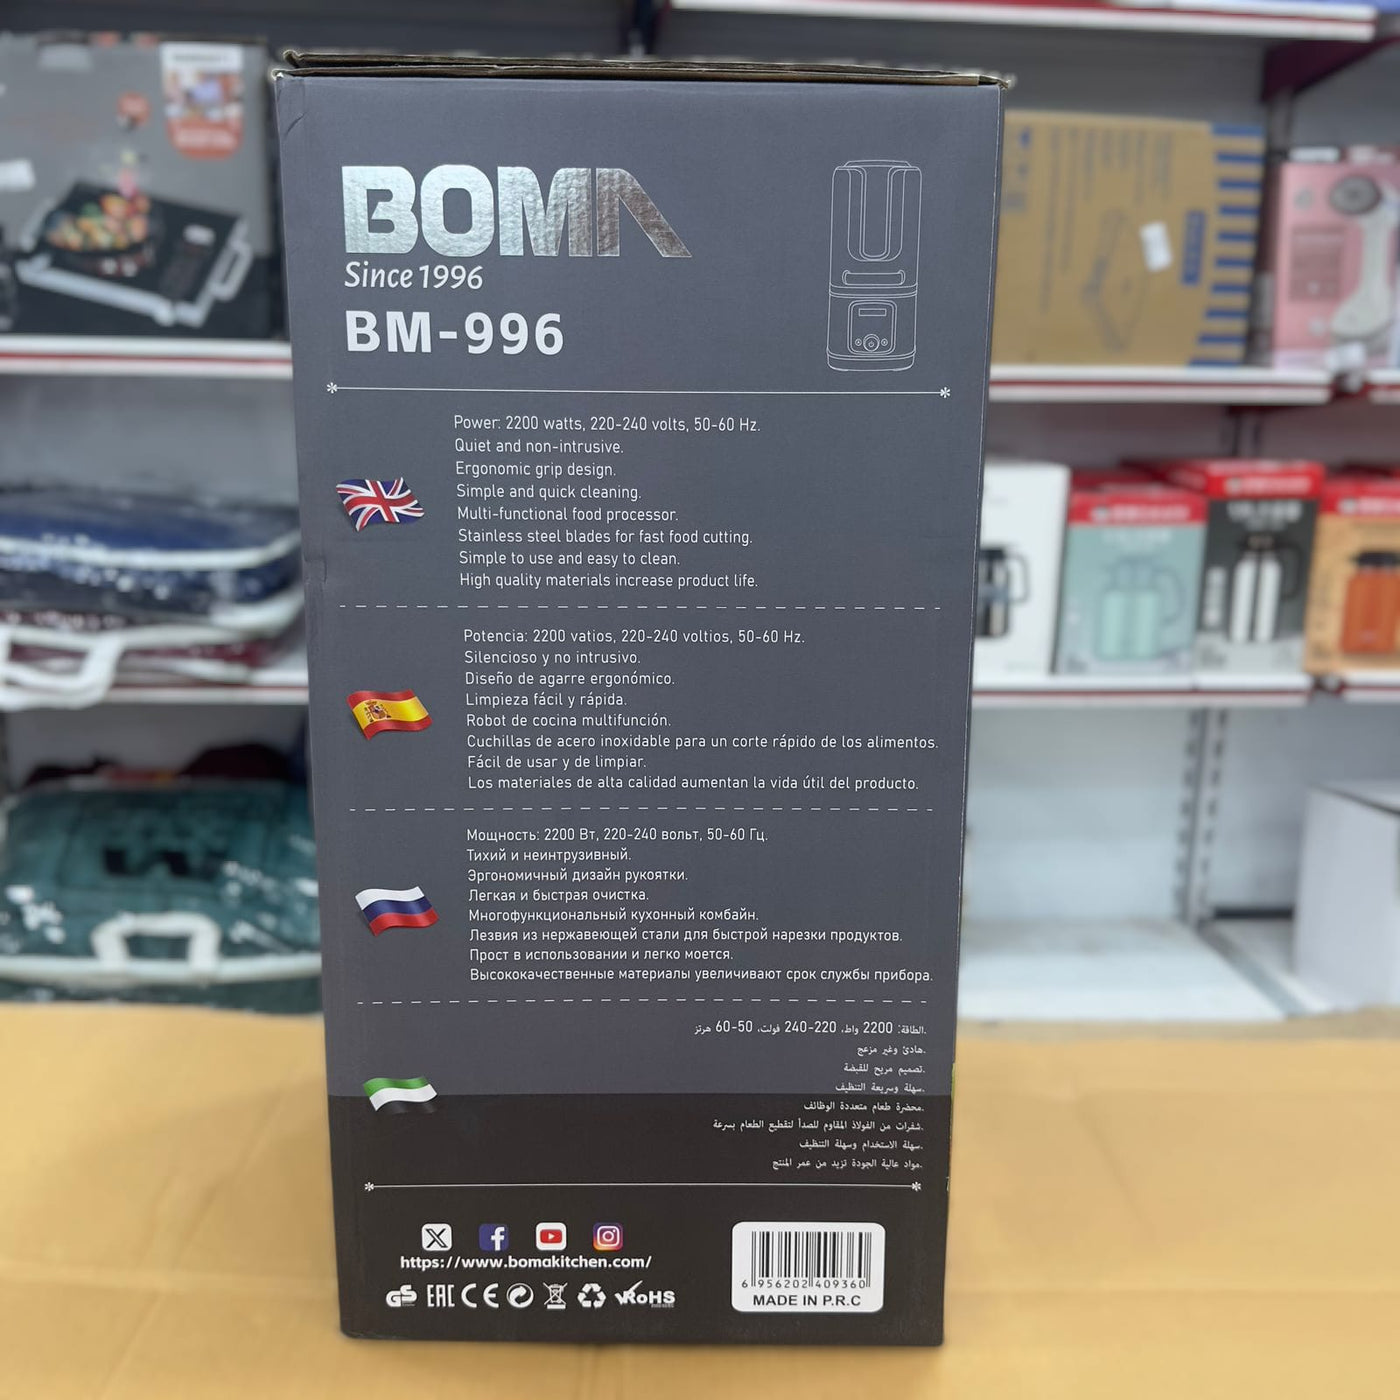 BOMA
Since 1996
BM-996
Power: 2200 watts, 220-240 volts, 50-60 Hz.
Quiet and non-intrusive.
Ergonomic grip design.
Simple and quick cleaning.
Multi-functional food processor.
Stainless steel blades for fast food cutting.
Simple to use and easy to clean.
High quality materials increase product life.
Potencia: 2200 vatios, 220-240 voltios, 50-60 Hz.
Silencioso y no intrusivo.
Diseño de agarre ergonómico.
Limpieza fácil y rápida.
Robot de cocina multifunción.
Cuchillas de acero inoxidable para un corte rápido de los alimentos.
Fácil de usar y de limpiar.
Los materiales de alta calidad aumentan la vida útil del producto.
Мощность: 2200 Вт, 220-240 вольт, 50-60 Гц.
Тихий и неинтрузивный.
Эргономичный дизайн рукоятки.
Легкая и быстрая очистка.
Многофункциональный кухонный комбайн.
Лезвия из нержавеющей стали для быстрой нарезки продуктов.
Прост в использовании и легко моется.
Высококачественные материалы увеличивают срок службы прибора.
.الطاقة: 2200 واط، 220-240 فولت، 50-60 هرتز
.هادئ وغير مزعج
.تصميم مريح للقبضة
.سهلة وسريعة التنظيف
.محضرة طعام متعددة الوظائف
.شفرات من الفولاذ المقاوم للصدأ لتقطيع الطعام بسرعة
.سهلة الاستخدام وسهلة التنظيف
.مواد عالية الجودة تزيد من عمر المنتج
https://www.bomakitchen.com/
GS EAC CE RoHS
6 956202 409360
MADE IN P.R.C